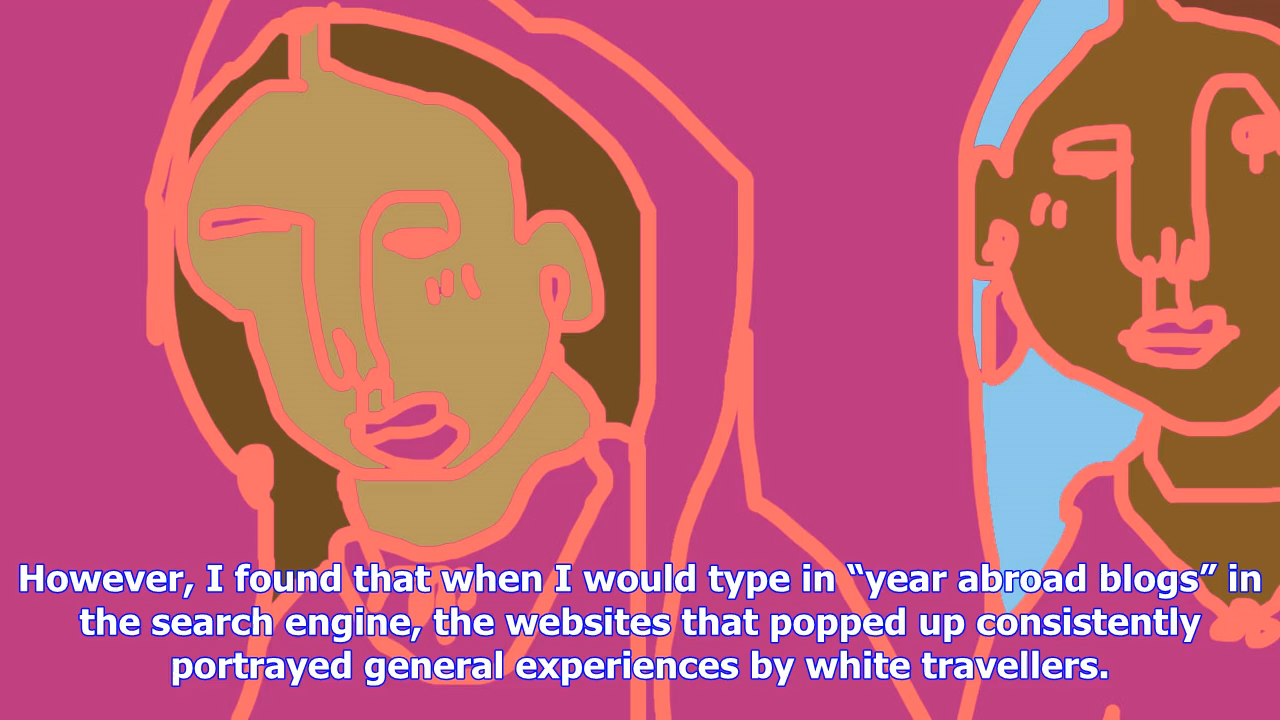 However, I found that when I would type in “year abroad blogs” in
the search engine, the websites that popped up consistently
portrayed general experiences by white travellers.